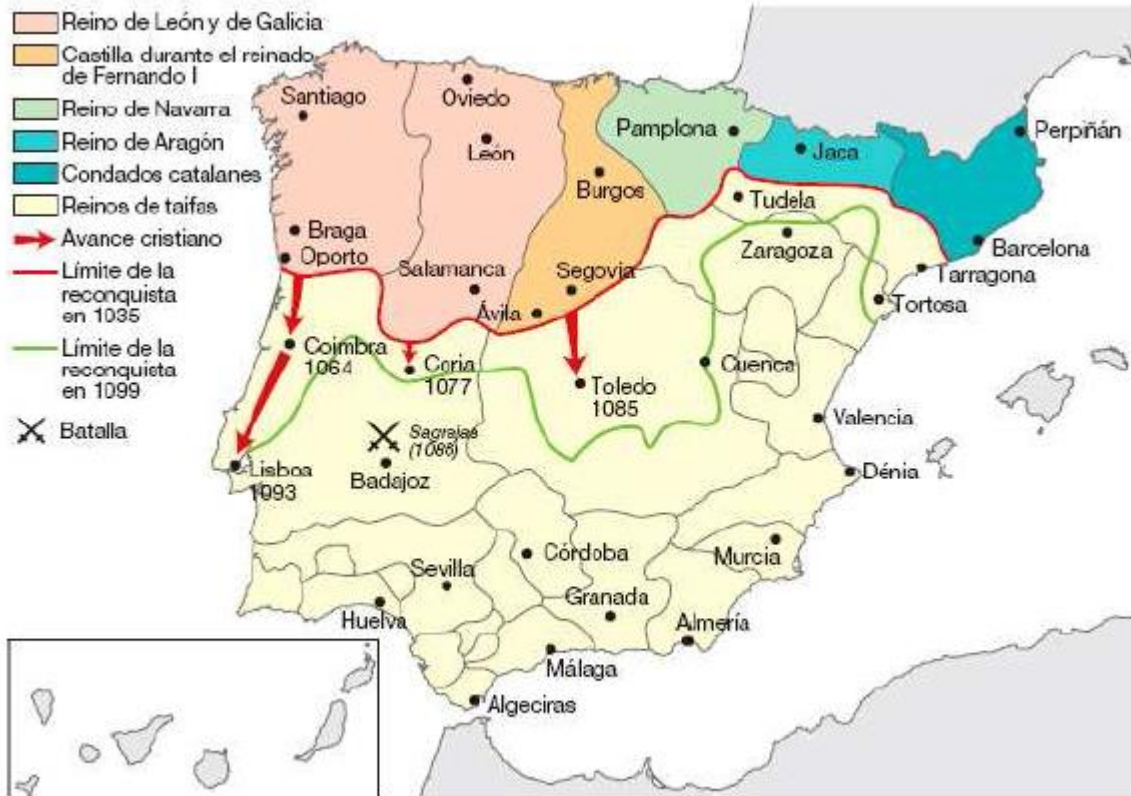 Reino de León y de Galicia
Castilla durante el reinado
de Fernando I
Reino de Navarra
Reino de Aragón
Condados catalanes
Reinos de taifas
Avance cristiano
Límite de la
reconquista
en 1035
Límite de la
reconquista
en 1099
Batalla
Santiago
Oviedo
León
Pamplona
Jaca
Perpiñán
Burgos
Tudela
Braga
Oporto
Zaragoza
Barcelona
Salamanca
Segovia
Tarragona
Ávila
Tortosa
Coimbra
1064
Coria
1077
Toledo
1085
Cuenca
Valencia
Sagrajas
(1086)
Lisboa
1093
Badajoz
Dénia
Córdoba
Murcia
Sevilla
Granada
Huelva
Almería
Málaga
Algeciras